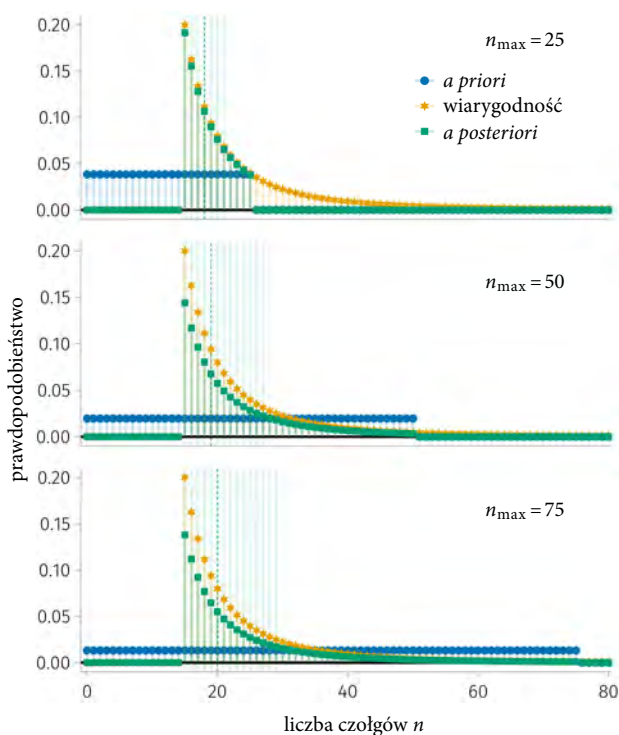 0.20
0.15
0.10
0.05
0.00
n_max = 25
a priori
wiarygodność
a posteriori
0.20
0.15
0.10
0.05
0.00
n_max = 50
prawdopodobieństwo
0.20
0.15
0.10
0.05
0.00
n_max = 75
0 20 40 60 80
liczba czołgów n